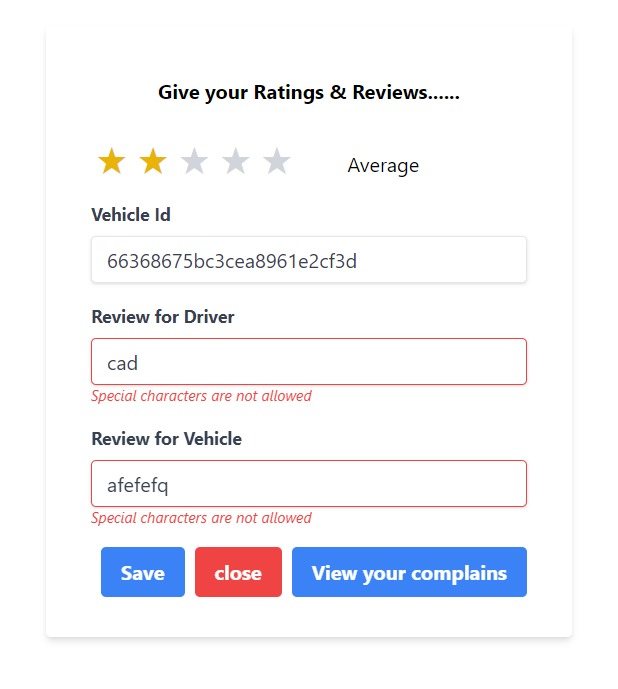 Give your Ratings & Reviews......
Average
Vehicle Id
66368675bc3cea8961e2cf3d
Review for Driver
cad
Special characters are not allowed
Review for Vehicle
afefefq
Special characters are not allowed
Save close View your complains